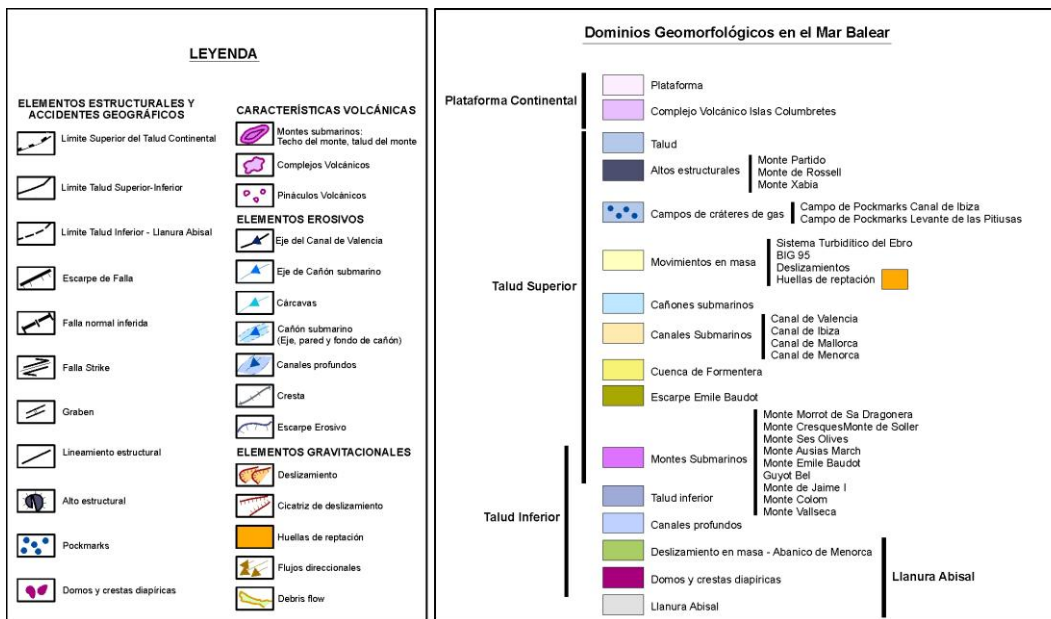 LEYENDA
ELEMENTOS ESTRUCTURALES Y
ACCIDENTES GEOGRÁFICOS
Límite Superior del Talud Continental
Límite Talud Superior-Inferior
Límite Talud Inferior - Llanura Abisal
Escarpe de Falla
Falla normal inferida
Falla Strike
Graben
Lineamiento estructural
Alto estructural
Pockmarks
Domos y crestas diapíricas
CARACTERÍSTICAS VOLCÁNICAS
Montes submarinos:
Techo del monte, talud del monte
Complejos Volcánicos
Pináculos Volcánicos
ELEMENTOS EROSIVOS
Eje del Canal de Valencia
Eje de Cañón submarino
Cárcavas
Cañón submarino
(Eje, pared y fondo de cañón)
Canales profundos
Cresta
Escarpe Erosivo
ELEMENTOS GRAVITACIONALES
Deslizamiento
Cicatriz de deslizamiento
Huellas de reptación
Flujos direccionales
Debris flow
Dominios Geomorfológicos en el Mar Balear
Plataforma Continental
Plataforma
Complejo Volcánico Islas Columbretes
Talud Superior
Talud
Altos estructurales
Monte Partido
Monte de Rossell
Monte Xabia
Campos de cráteres de gas
Campo de Pockmarks Canal de Ibiza
Campo de Pockmarks Levante de las Pitiusas
Movimientos en masa
Sistema Turbidítico del Ebro
BIG 95
Deslizamientos
Huellas de reptación
Cañones submarinos
Canales Submarinos
Canal de Valencia
Canal de Ibiza
Canal de Mallorca
Canal de Menorca
Cuenca de Formentera
Escarpe Emile Baudot
Talud Inferior
Montes Submarinos
Monte Morrot de Sa Dragonera
Monte CresquesMonte de Soller
Monte Ses Olives
Monte Ausias March
Monte Emile Baudot
Guyot Bel
Monte de Jaime I
Monte Colom
Monte Vallseca
Talud inferior
Canales profundos
Deslizamiento en masa - Abanico de Menorca
Domos y crestas diapíricas
Llanura Abisal
Llanura Abisal